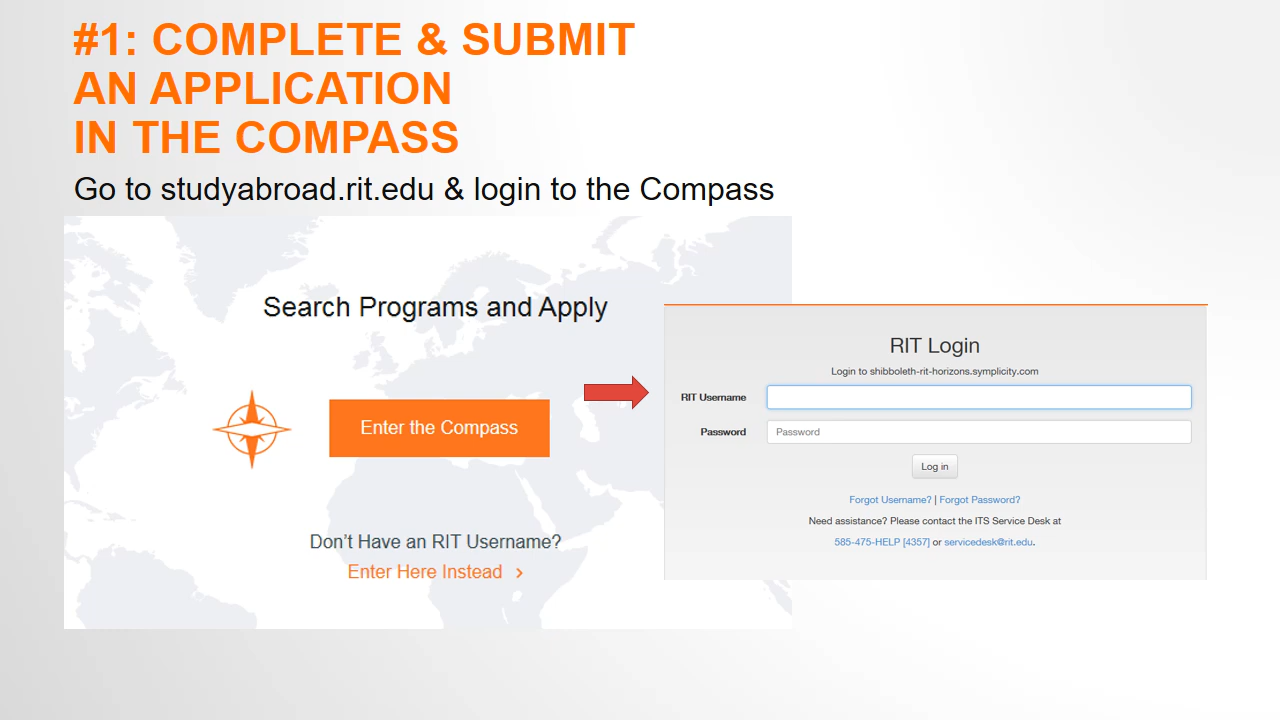 #1: COMPLETE & SUBMIT
AN APPLICATION
IN THE COMPASS
Go to studyabroad.rit.edu & login to the Compass
Search Programs and Apply
Enter the Compass
Don't Have an RIT Username?
Enter Here Instead >
RIT Login
Login to shibboleth-rit-horizons.symplicity.com
RIT Username
Password Password
Log in
Forgot Username? | Forgot Password?
Need assistance? Please contact the ITS Service Desk at
585-475-HELP [4357] or servicedesk@rit.edu.